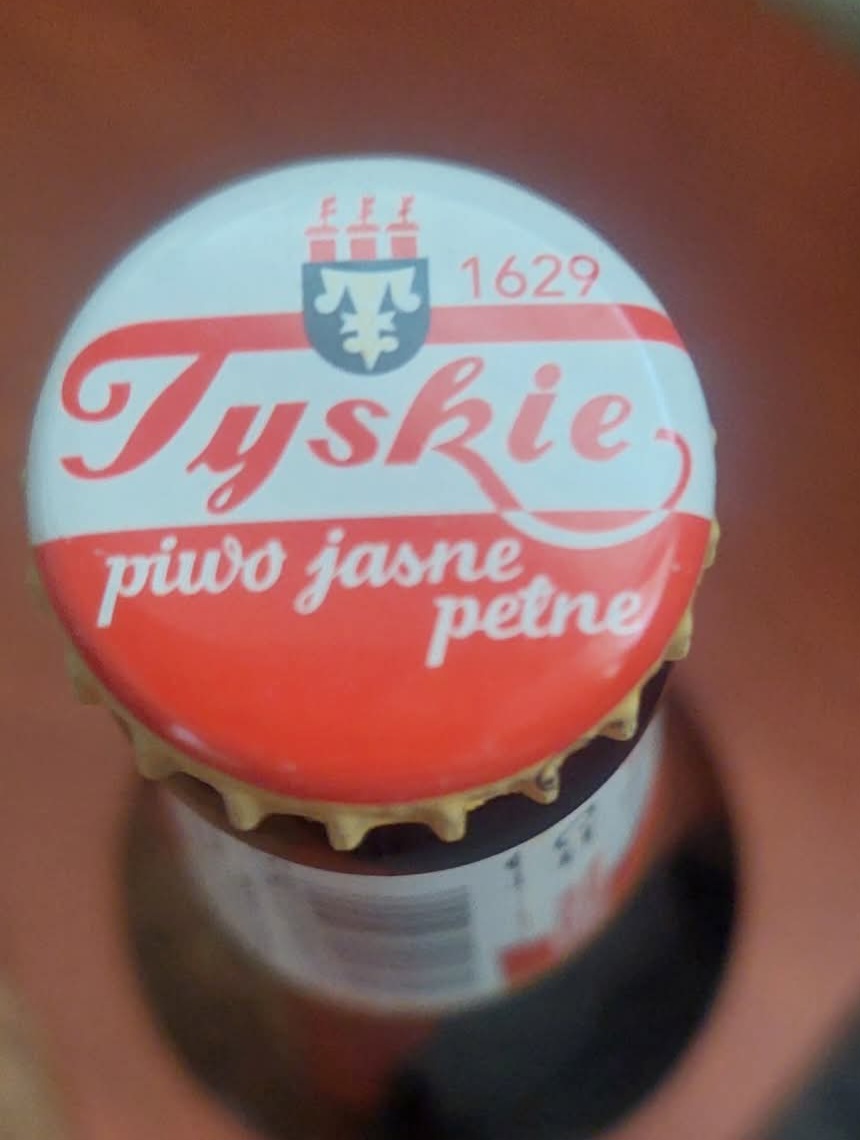 1629
Tyskie
piwo jasne
pełne